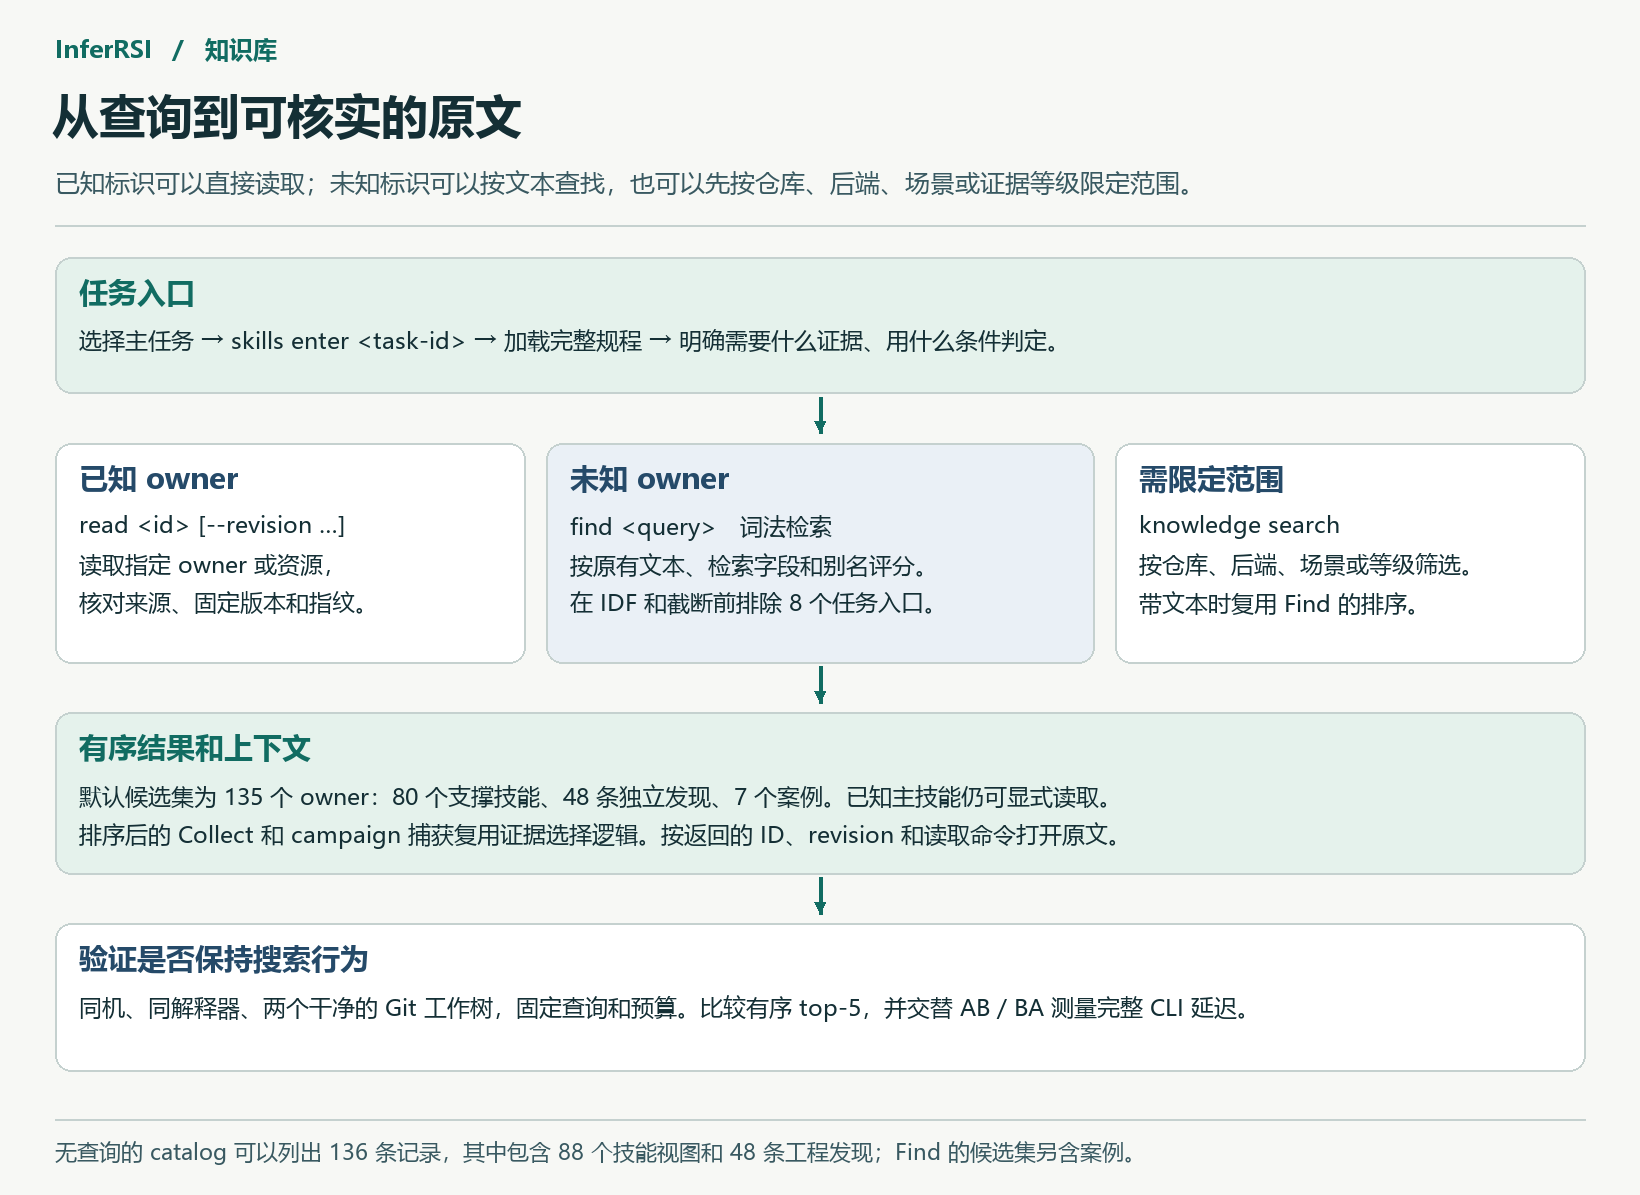 InferRSI / 知识库
从查询到可核实的原文
已知标识可以直接读取；未知标识可以按文本查找，也可以先按仓库、后端、场景或证据等级限定范围。
任务入口
选择主任务 → skills enter <task-id> → 加载完整规程 → 明确需要什么证据、用什么条件判定。
已知 owner
read <id> [--revision ...]
读取指定 owner 或资源，
核对来源、固定版本和指纹。
未知 owner
find <query> 词法检索
按原有文本、检索字段和别名评分。
在 IDF 和截断前排除 8 个任务入口。
需限定范围
knowledge search
按仓库、后端、场景或等级筛选。
带文本时复用 Find 的排序。
有序结果和上下文
默认候选集为 135 个 owner：80 个支撑技能、48 条独立发现、7 个案例。已知主技能仍可显式读取。
排序后的 Collect 和 campaign 捕获复用证据选择逻辑。按返回的 ID、revision 和读取命令打开原文。
验证是否保持搜索行为
同机、同解释器、两个干净的 Git 工作树，固定查询和预算。比较有序 top-5，并交替 AB / BA 测量完整 CLI 延迟。
无查询的 catalog 可以列出 136 条记录，其中包含 88 个技能视图和 48 条工程发现；Find 的候选集另含案例。